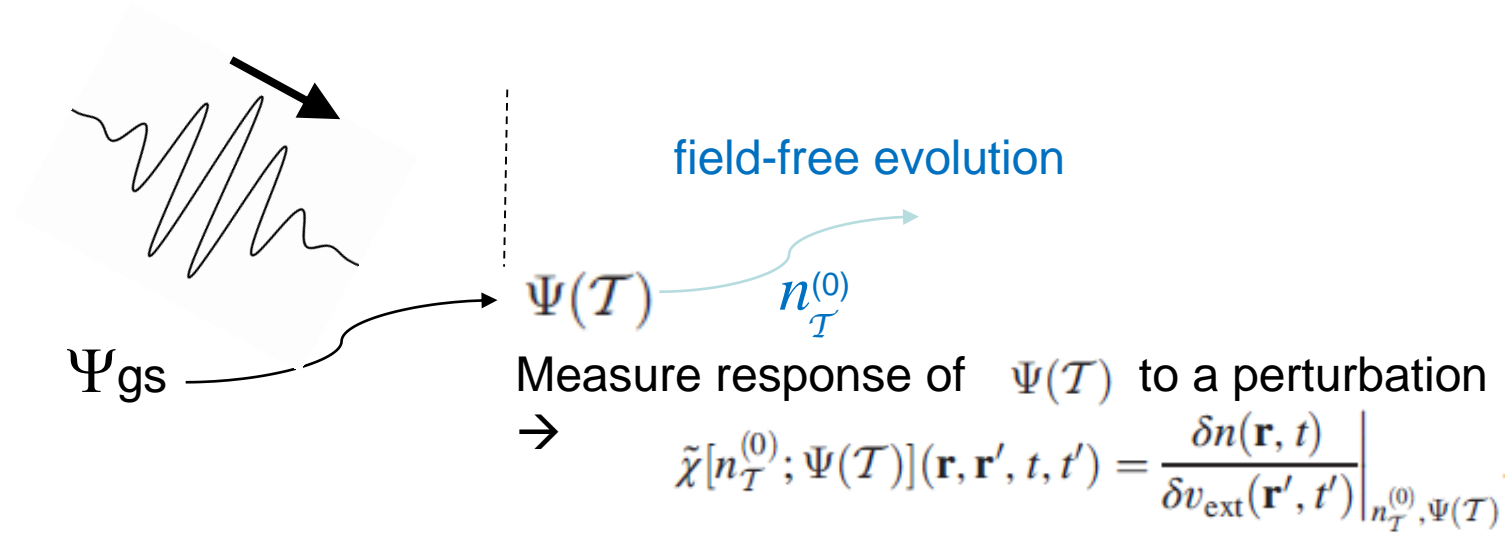 field-free evolution
Ψ(𝒯)
n_𝒯^(0)
Ψgs
Measure response of Ψ(𝒯) to a perturbation
→
χ̃[n_𝒯^(0); Ψ(𝒯)](r, r′, t, t′) = δn(r, t) / δv_ext(r′, t′) |_{n_𝒯^(0), Ψ(𝒯)}